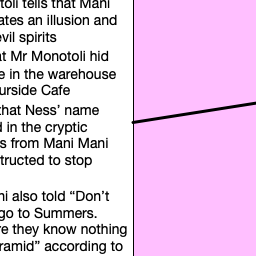 toli tells that Mani
ates an illusion and
evil spirits
at Mr Monotoli hid
e in the warehouse
urside Cafe
that Ness' name
d in the cryptic
s from Mani Mani
tructed to stop
ni also told “Don’t
go to Summers.
re they know nothing
ramid” according to